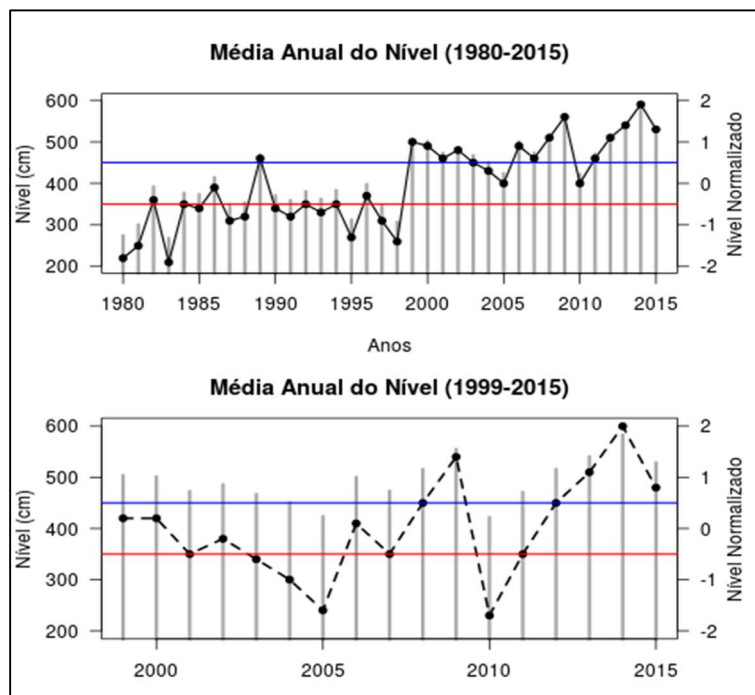 Média Anual do Nível (1980-2015)
Nível (cm)
600
500
400
300
200
2
1
0
-1
-2
Nível Normalizado
1980 1985 1990 1995 2000 2005 2010 2015
Anos
Média Anual do Nível (1999-2015)
Nível (cm)
600
500
400
300
200
2
1
0
-1
-2
Nível Normalizado
2000 2005 2010 2015